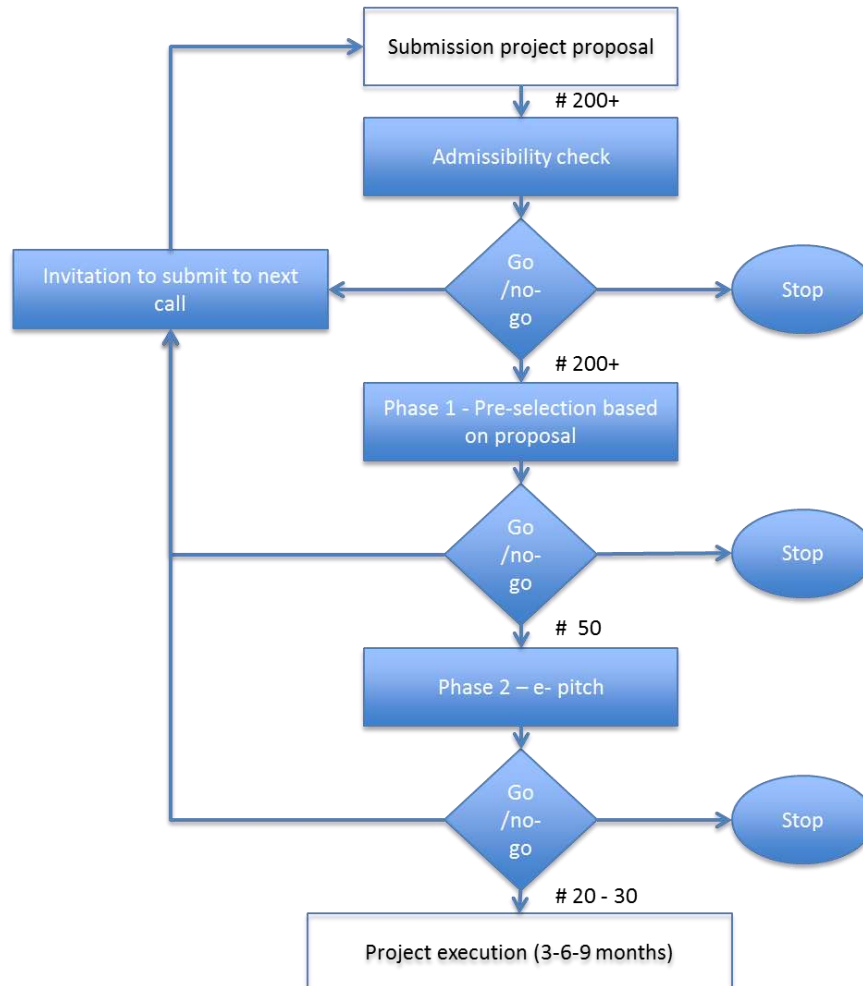 Submission project proposal
# 200+
Admissibility check
Invitation to submit to next
call
Go
/no-
go
Stop
# 200+
Phase 1 - Pre-selection based
on proposal
Go
/no-
go
Stop
#  50
Phase 2 – e- pitch
Go
/no-
go
Stop
# 20 - 30
Project execution (3-6-9 months)